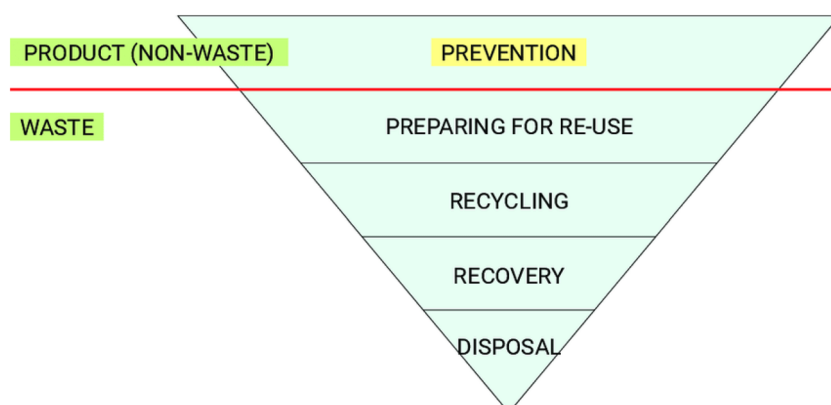 PRODUCT (NON-WASTE) PREVENTION
WASTE PREPARING FOR RE-USE
RECYCLING
RECOVERY
DISPOSAL